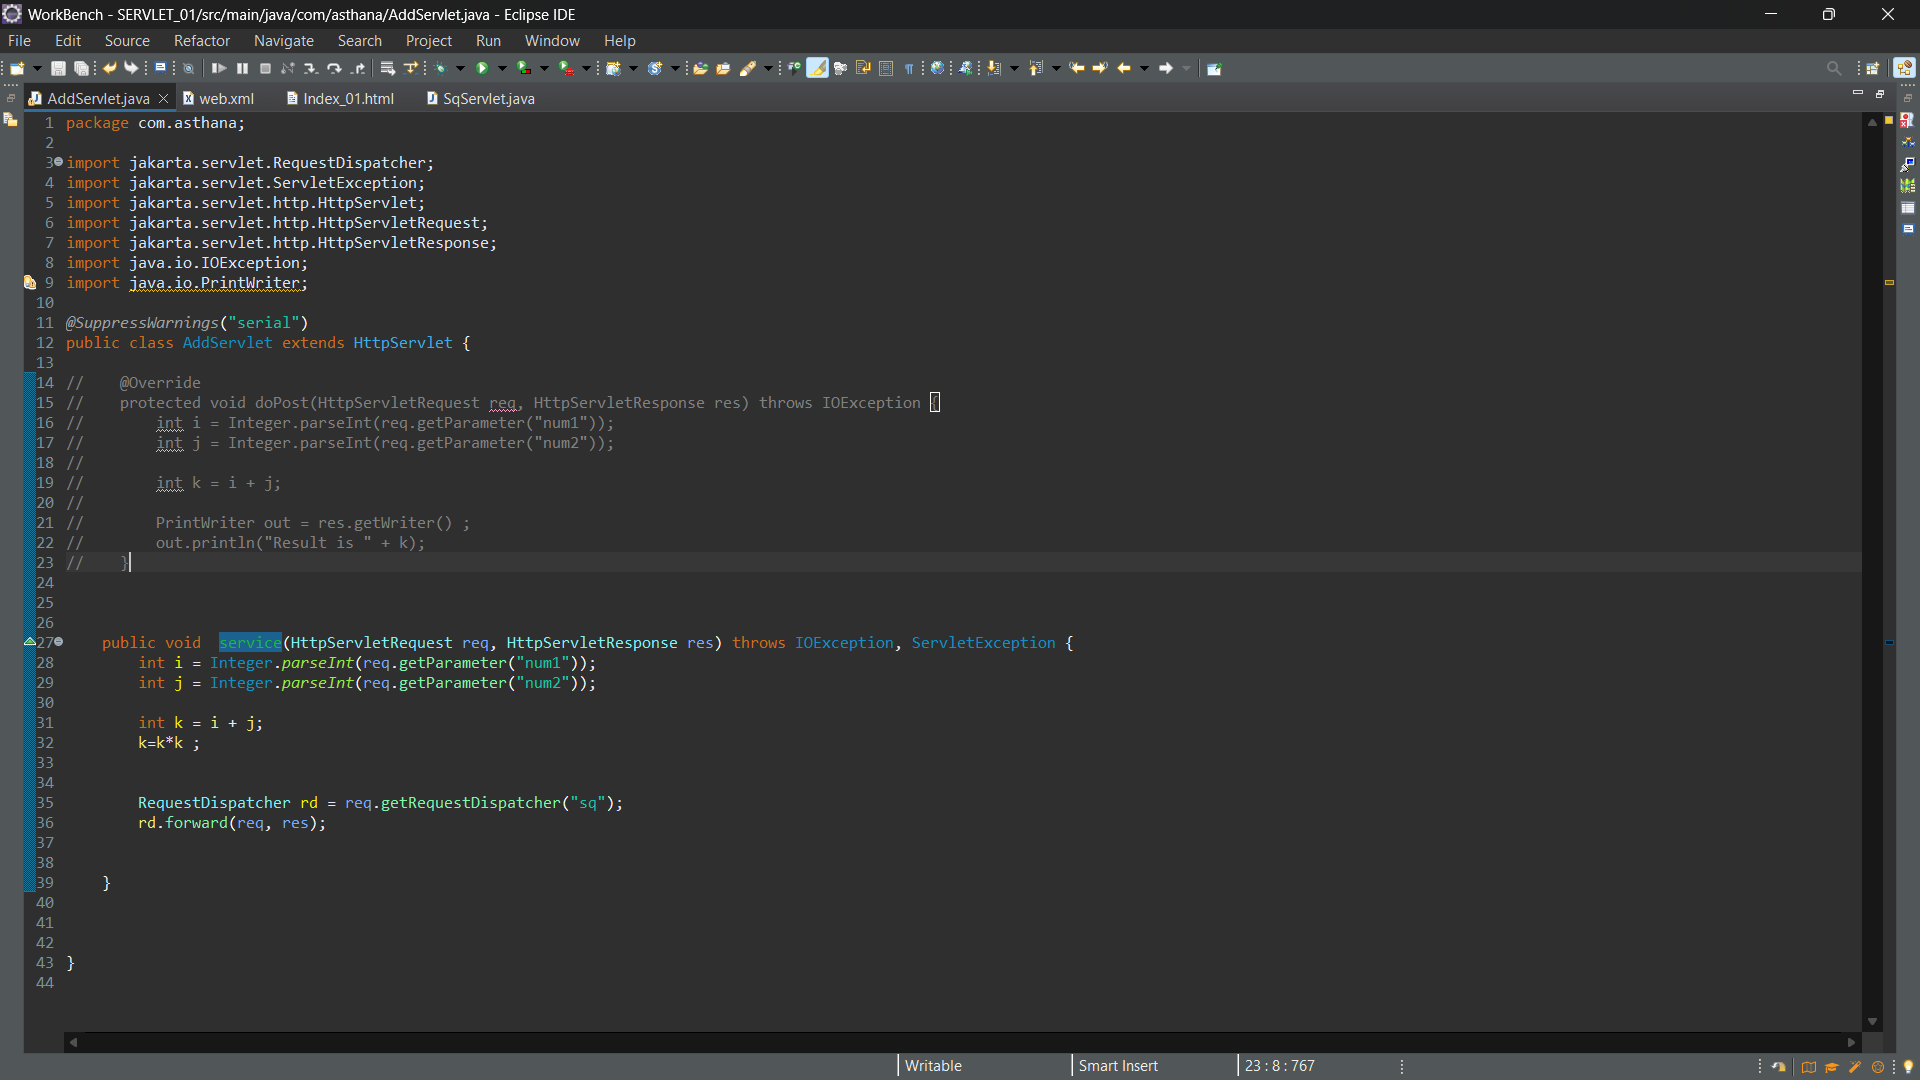 WorkBench - SERVLET_01/src/main/java/com/asthana/AddServlet.java - Eclipse IDE
File Edit Source Refactor Navigate Search Project Run Window Help
AddServlet.java web.xml Index_01.html SqServlet.java
1 package com.asthana;
2
3 import jakarta.servlet.RequestDispatcher;
4 import jakarta.servlet.ServletException;
5 import jakarta.servlet.http.HttpServlet;
6 import jakarta.servlet.http.HttpServletRequest;
7 import jakarta.servlet.http.HttpServletResponse;
8 import java.io.IOException;
9 import java.io.PrintWriter;
10
11 @SuppressWarnings("serial")
12 public class AddServlet extends HttpServlet {
13
14 //    @Override
15 //    protected void doPost(HttpServletRequest req, HttpServletResponse res) throws IOException {
16 //        int i = Integer.parseInt(req.getParameter("num1"));
17 //        int j = Integer.parseInt(req.getParameter("num2"));
18 //
19 //        int k = i + j;
20 //
21 //        PrintWriter out = res.getWriter() ;
22 //        out.println("Result is " + k);
23 //    }
24
25
26
27     public void  service(HttpServletRequest req, HttpServletResponse res) throws IOException, ServletException {
28         int i = Integer.parseInt(req.getParameter("num1"));
29         int j = Integer.parseInt(req.getParameter("num2"));
30
31         int k = i + j;
32         k=k*k ;
33
34
35         RequestDispatcher rd = req.getRequestDispatcher("sq");
36         rd.forward(req, res);
37
38
39     }
40
41
42
43 }
44
Writable Smart Insert 23 : 8 : 767